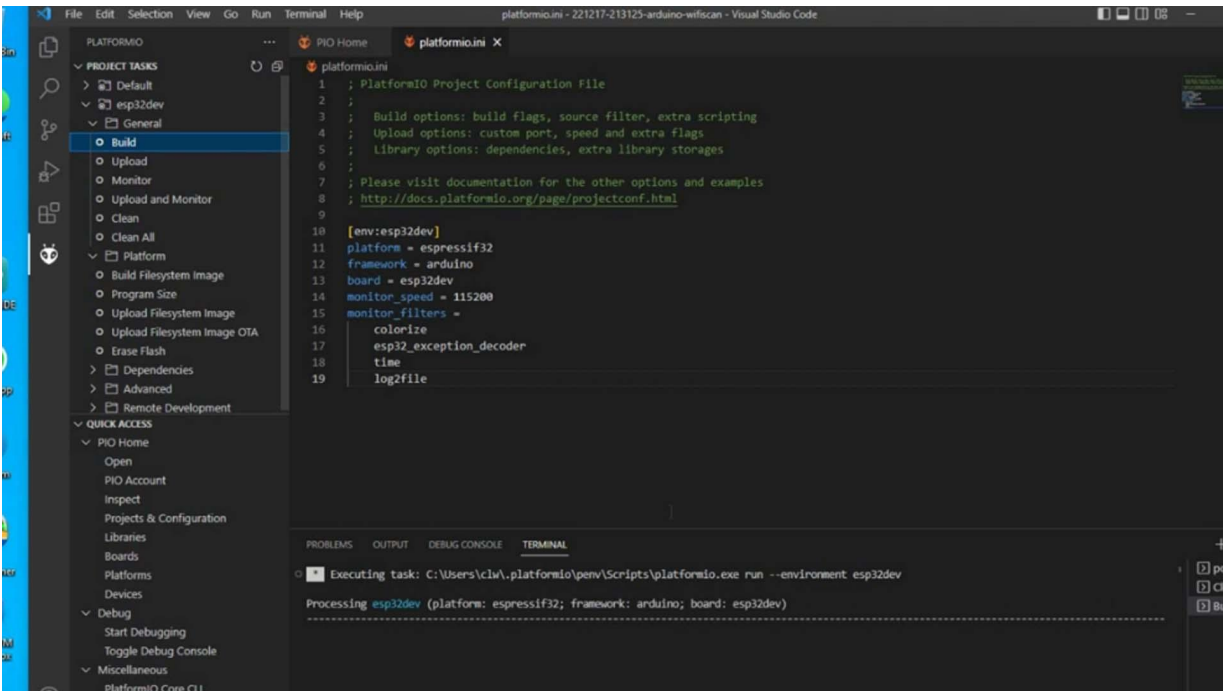 File Edit Selection View Go Run Terminal Help
platformio.ini - 221217-213125-arduino-wifiscan - Visual Studio Code
PLATFORMIO
PROJECT TASKS
Default
esp32dev
General
Build
Upload
Monitor
Upload and Monitor
Clean
Clean All
Platform
Build Filesystem Image
Program Size
Upload Filesystem Image
Upload Filesystem Image OTA
Erase Flash
Dependencies
Advanced
Remote Development
QUICK ACCESS
PIO Home
Open
PIO Account
Inspect
Projects & Configuration
Libraries
Boards
Platforms
Devices
Debug
Start Debugging
Toggle Debug Console
Miscellaneous
PlatformIO Core CLI
PIO Home platformio.ini
platformio.ini
1 ; PlatformIO Project Configuration File
2 ;
3 ; Build options: build flags, source filter, extra scripting
4 ; Upload options: custom port, speed and extra flags
5 ; Library options: dependencies, extra library storages
6 ;
7 ; Please visit documentation for the other options and examples
8 ; http://docs.platformio.org/page/projectconf.html
9
10 [env:esp32dev]
11 platform = espressif32
12 framework = arduino
13 board = esp32dev
14 monitor_speed = 115200
15 monitor_filters =
16 colorize
17 esp32_exception_decoder
18 time
19 log2file
PROBLEMS OUTPUT DEBUG CONSOLE TERMINAL
* Executing task: C:\Users\clw\.platformio\penv\Scripts\platformio.exe run --environment esp32dev
Processing esp32dev (platform: espressif32; framework: arduino; board: esp32dev)
--------------------------------------------------------------------------------